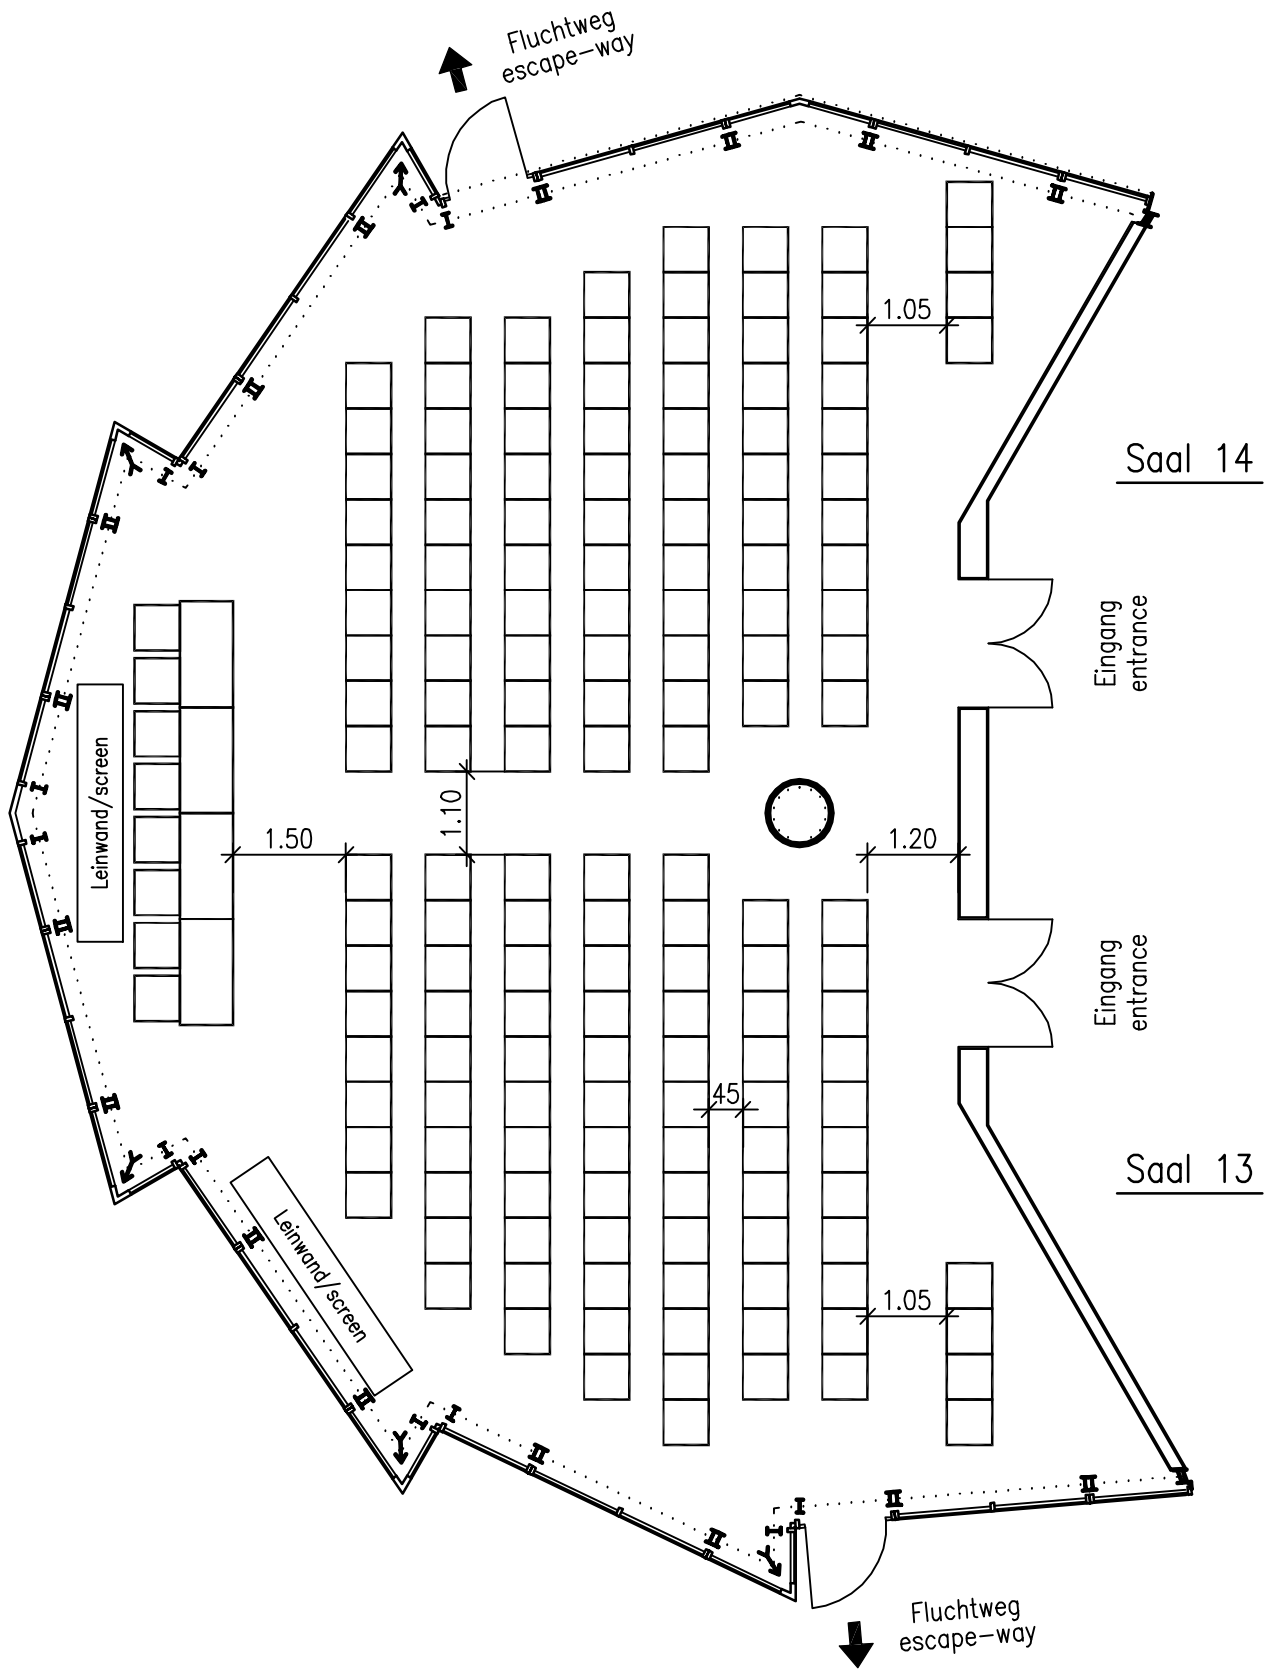 Fluchtweg
escape-way
1.05
Saal 14
Eingang
entrance
Leinwand/screen
1.10
1.50
1.20
Eingang
entrance
45
Saal 13
Leinwand/screen
1.05
Fluchtweg
escape-way